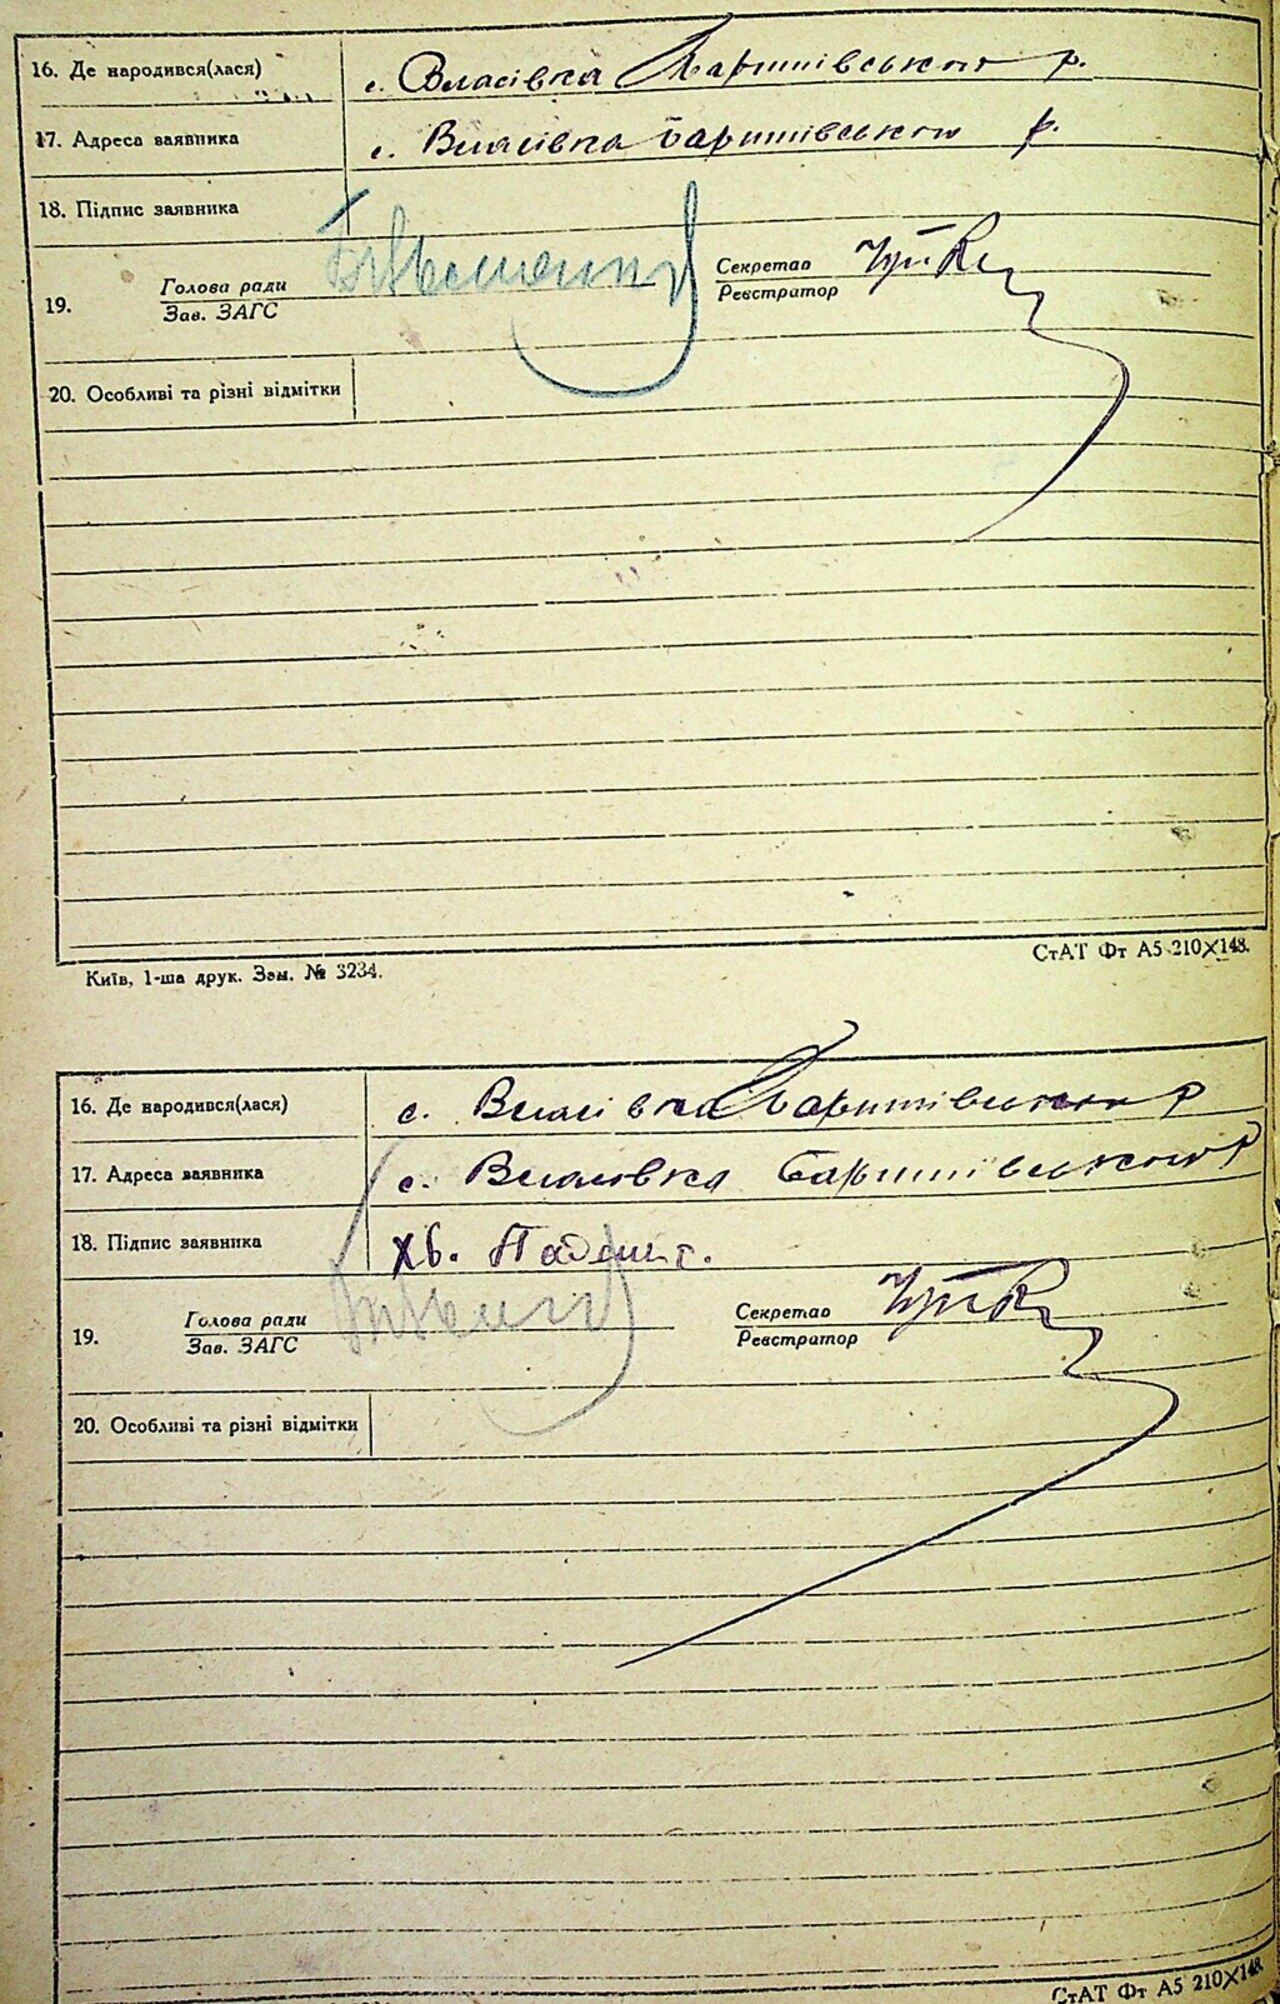 16. Де народився(лася) с. Власівка Баришівського р.
17. Адреса заявника с. Власівка Баришівського р.
18. Підпис заявника
Секретар
Голова ради
Реєстратор
19.
Зав. ЗАГС
20. Особливі та різні відмітки
СтАТ Фт А5 210×148.
Київ, 1-ша друк. Зам. № 3234.
16. Де народився(лася) с. Власівка Баришівського р
17. Адреса заявника с. Власовка Баришівського р
18. Підпис заявника хв.
Секретар
Голова ради
Реєстратор
19.
Зав. ЗАГС
20. Особливі та різні відмітки
СтАТ Фт А5 210×148